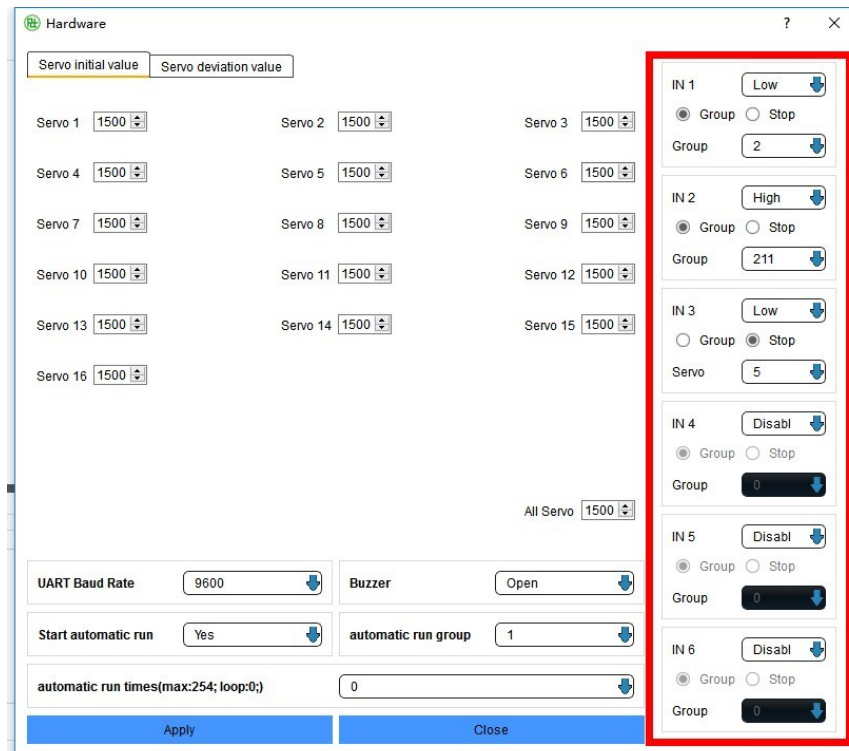 Hardware
? ×
Servo initial value Servo deviation value
Servo 1 1500 Servo 2 1500 Servo 3 1500
Servo 4 1500 Servo 5 1500 Servo 6 1500
Servo 7 1500 Servo 8 1500 Servo 9 1500
Servo 10 1500 Servo 11 1500 Servo 12 1500
Servo 13 1500 Servo 14 1500 Servo 15 1500
Servo 16 1500
All Servo 1500
UART Baud Rate 9600 Buzzer Open
Start automatic run Yes automatic run group 1
automatic run times(max:254; loop:0;) 0
Apply Close
IN 1 Low
Group Stop
Group 2
IN 2 High
Group Stop
Group 211
IN 3 Low
Group Stop
Servo 5
IN 4 Disabl
Group Stop
Group 0
IN 5 Disabl
Group Stop
Group 0
IN 6 Disabl
Group Stop
Group 0